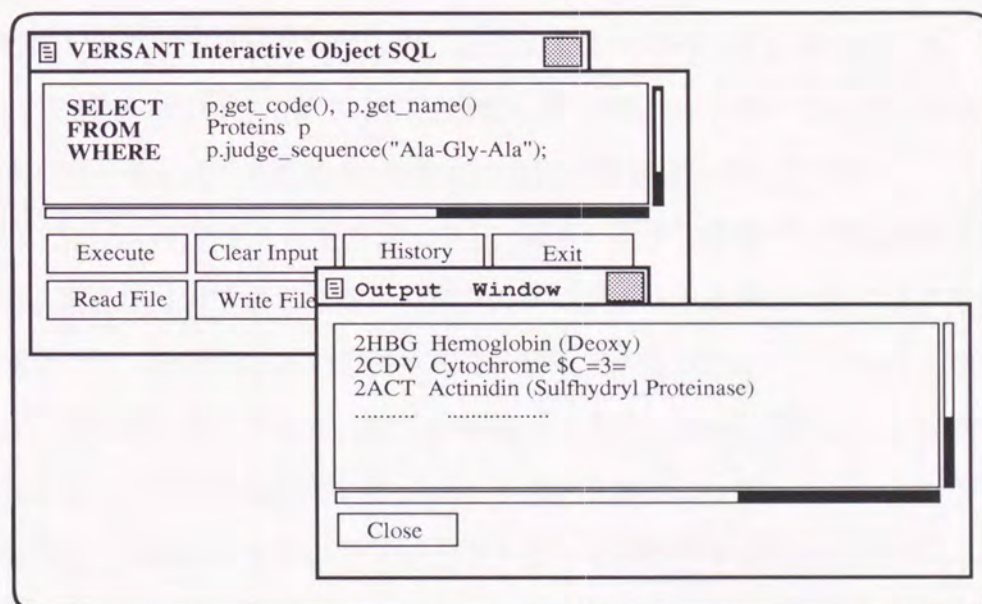 VERSANT Interactive Object SQL
SELECT p.get_code(), p.get_name()
FROM Proteins p
WHERE p.judge_sequence("Ala-Gly-Ala");
Execute Clear Input History Exit
Read File Write File
Output Window
2HBG Hemoglobin (Deoxy)
2CDV Cytochrome $C=3=
2ACT Actinidin (Sulfhydryl Proteinase)
.......... .................
Close